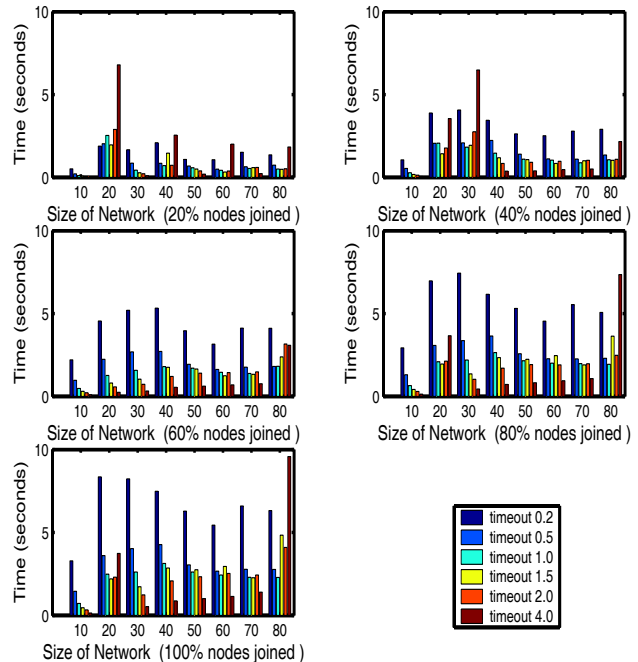 10
5
0
Time (seconds)
10 20 30 40 50 60 70 80
Size of Network (20% nodes joined )
10
5
0
Time (seconds)
10 20 30 40 50 60 70 80
Size of Network (40% nodes joined )
10
5
0
Time (seconds)
10 20 30 40 50 60 70 80
Size of Network (60% nodes joined )
10
5
0
Time (seconds)
10 20 30 40 50 60 70 80
Size of Network (80% nodes joined )
10
5
0
Time (seconds)
10 20 30 40 50 60 70 80
Size of Network (100% nodes joined )
timeout 0.2
timeout 0.5
timeout 1.0
timeout 1.5
timeout 2.0
timeout 4.0